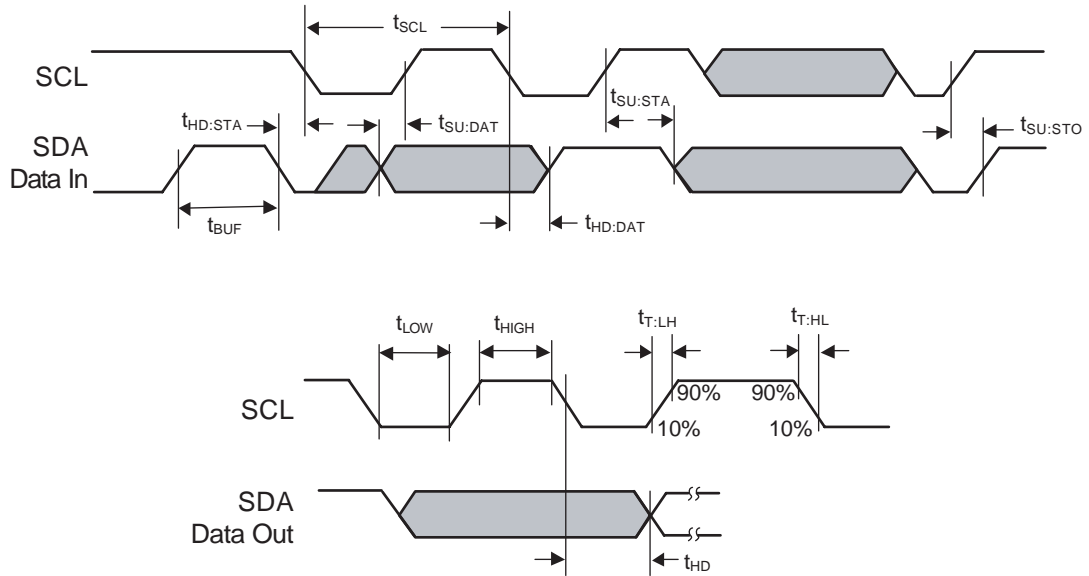 tSCL
SCL
tHD:STA
tSU:DAT
tSU:STA
tSU:STO
SDA
Data In
tBUF
tHD:DAT
tLOW
tHIGH
tT:LH
tT:HL
SCL
90%
90%
10%
10%
SDA
Data Out
tHD